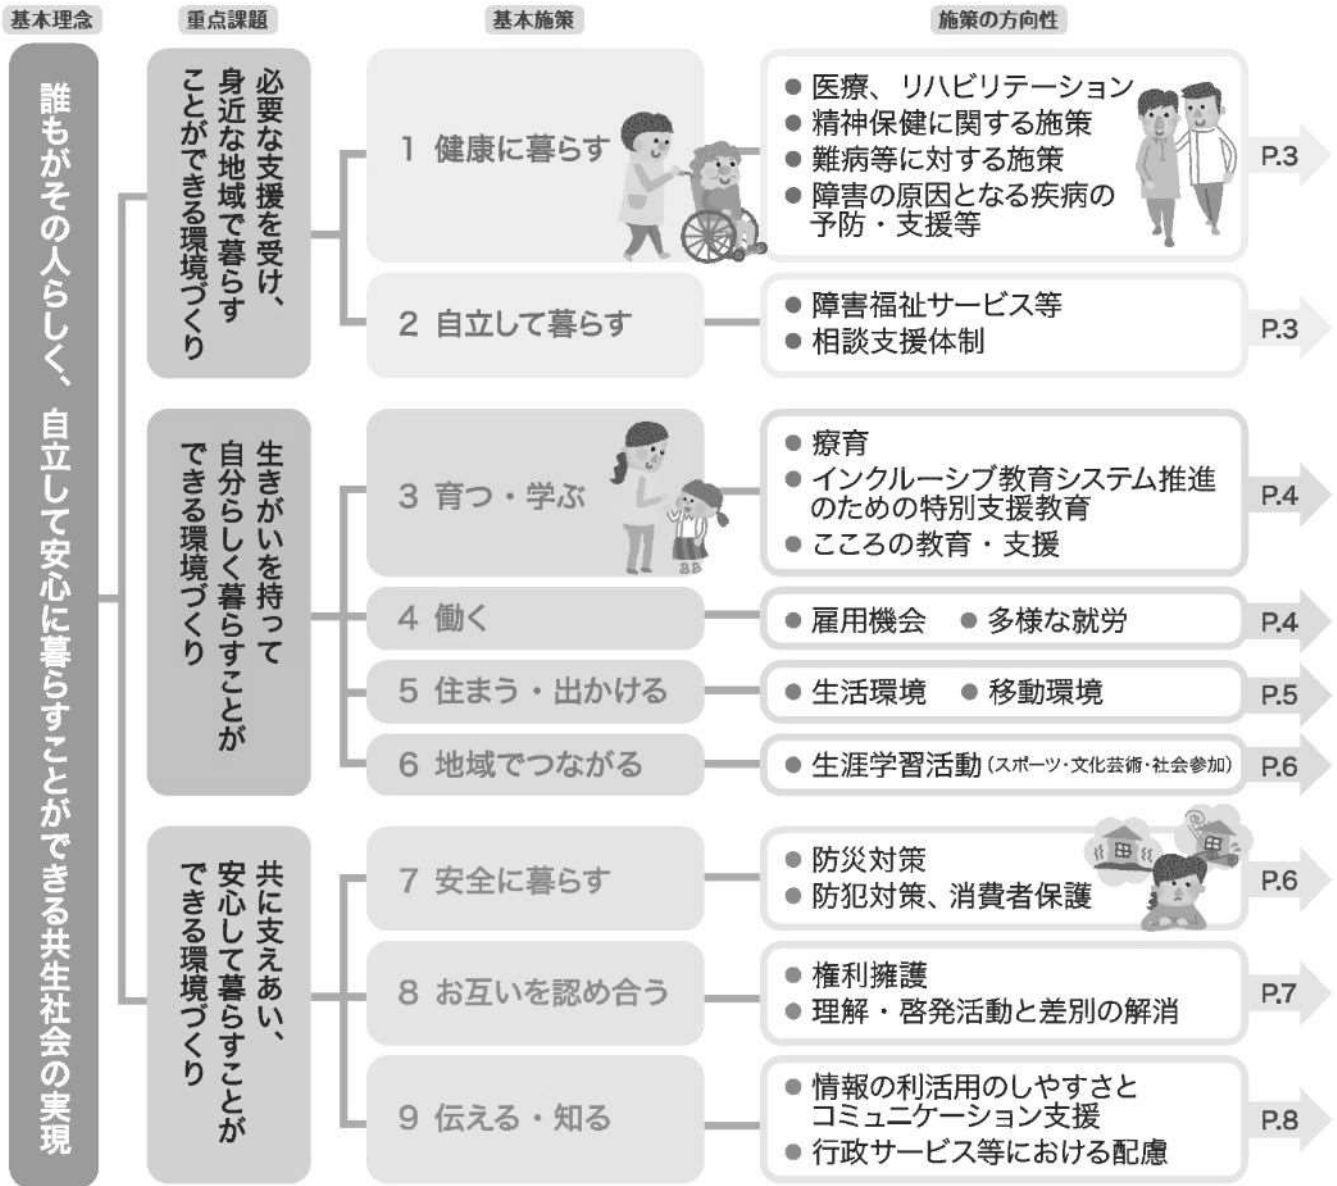 基本理念
重点課題
基本施策
施策の方向性
誰もがその人らしく、自立して安心に暮らすことができる共生社会の実現
必要な支援を受け、
身近な地域で暮らす
ことができる環境づくり
1 健康に暮らす
● 医療、リハビリテーション
● 精神保健に関する施策
● 難病等に対する施策
● 障害の原因となる疾病の
予防・支援等
P.3
2 自立して暮らす
● 障害福祉サービス等
● 相談支援体制
P.3
生きがいを持って
自分らしく暮らすことが
できる環境づくり
3 育つ・学ぶ
● 療育
● インクルーシブ教育システム推進
のための特別支援教育
● こころの教育・支援
P.4
4 働く
● 雇用機会 ● 多様な就労
P.4
5 住まう・出かける
● 生活環境 ● 移動環境
P.5
6 地域でつながる
● 生涯学習活動(スポーツ・文化芸術・社会参加)
P.6
共に支えあい、
安心して暮らすことが
できる環境づくり
7 安全に暮らす
● 防災対策
● 防犯対策、消費者保護
P.6
8 お互いを認め合う
● 権利擁護
● 理解・啓発活動と差別の解消
P.7
9 伝える・知る
● 情報の利活用のしやすさと
コミュニケーション支援
● 行政サービス等における配慮
P.8